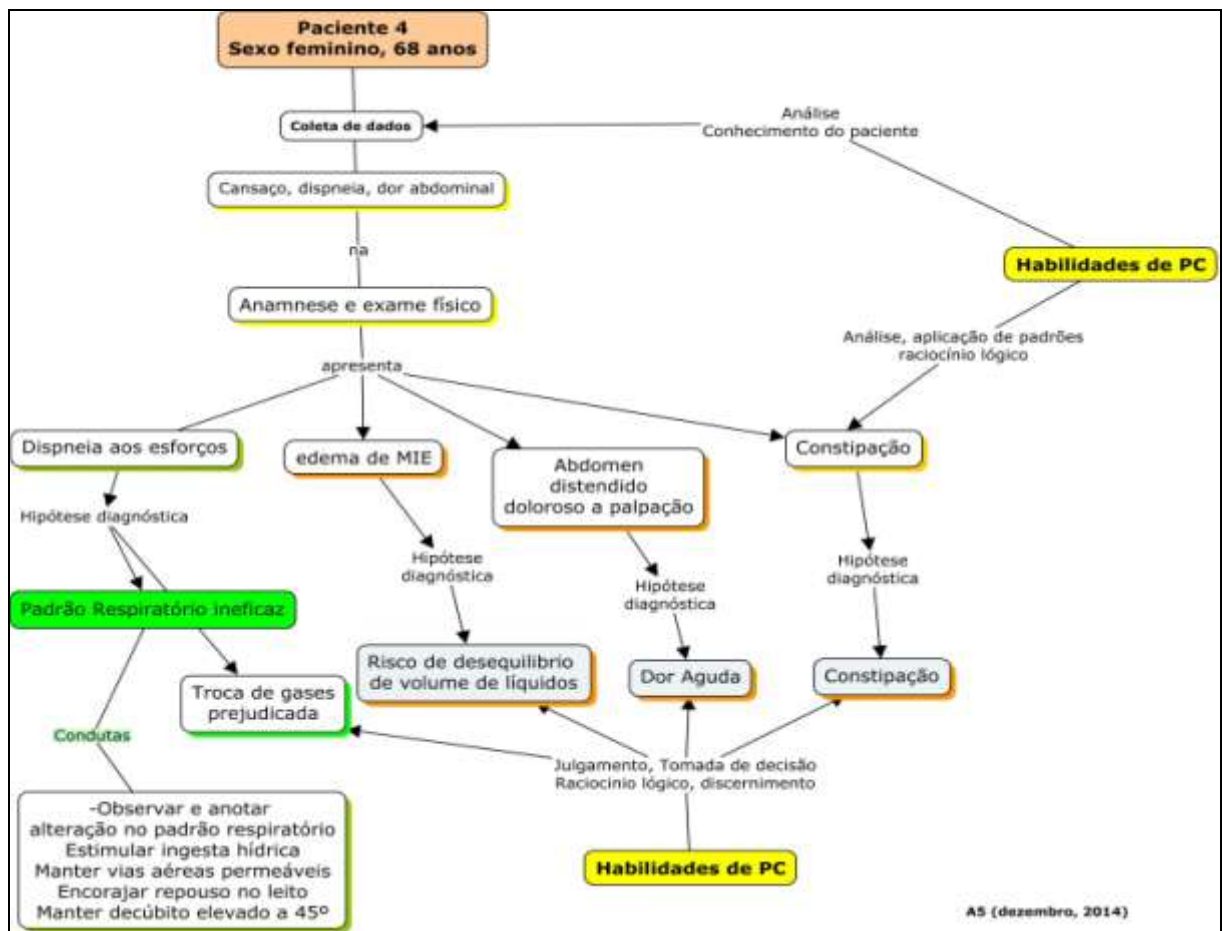 Paciente 4
Sexo feminino, 68 anos
Coleta de dados
Análise
Conhecimento do paciente
Cansaço, dispneia, dor abdominal
na
Habilidades de PC
Anamnese e exame físico
Análise, aplicação de padrões
raciocínio lógico
apresenta
Dispneia aos esforços
edema de MIE
Abdomen
distendido
doloroso a palpação
Constipação
Hipótese diagnóstica
Hipótese
diagnóstica
Hipótese
diagnóstica
Hipótese
diagnóstica
Padrão Respiratório ineficaz
Risco de desequilibrio
de volume de líquidos
Dor Aguda
Constipação
Troca de gases
prejudicada
Condutas
Julgamento, Tomada de decisão
Raciocinio lógico, discernimento
-Observar e anotar
alteração no padrão respiratório
Estimular ingesta hídrica
Manter vias aéreas permeáveis
Encorajar repouso no leito
Manter decúbito elevado a 45º
Habilidades de PC
A5 (dezembro, 2014)